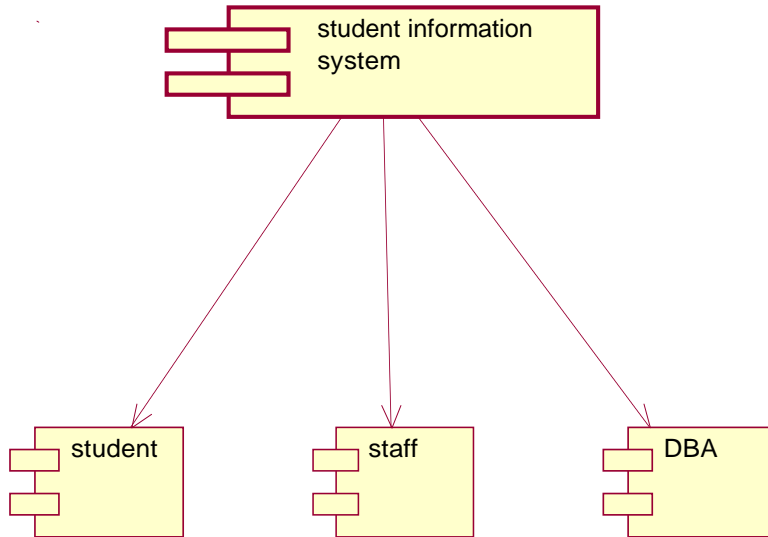 student information
system
student
staff
DBA